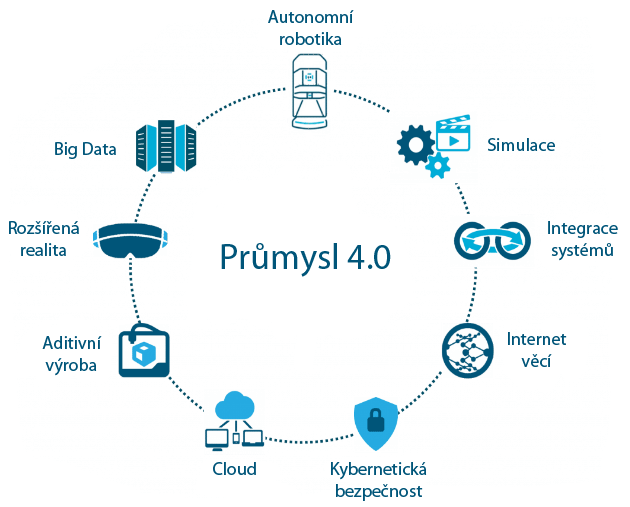 Autonomní
robotika
Simulace
Integrace
systémů
Internet
věcí
Kybernetická
bezpečnost
Cloud
Aditivní
výroba
Rozšířená
realita
Big Data
Průmysl 4.0